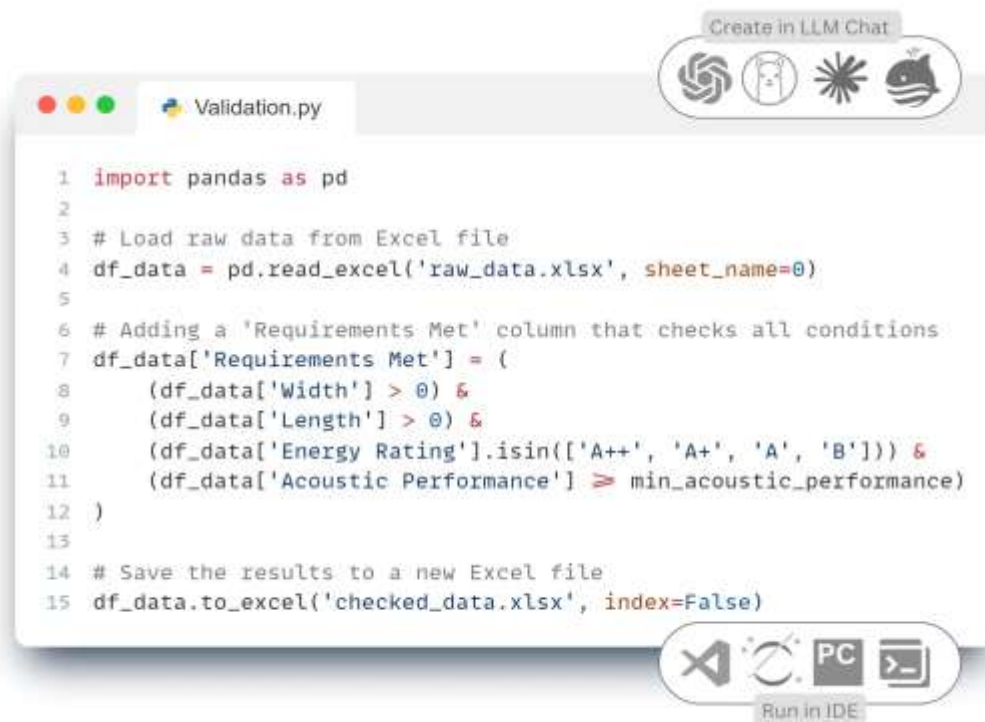 Create in LLM Chat
Validation.py
1 import pandas as pd
2
3 # Load raw data from Excel file
4 df_data = pd.read_excel('raw_data.xlsx', sheet_name=0)
5
6 # Adding a 'Requirements Met' column that checks all conditions
7 df_data['Requirements Met'] = (
8     (df_data['Width'] > 0) &
9     (df_data['Length'] > 0) &
10     (df_data['Energy Rating'].isin(['A++', 'A+', 'A', 'B'])) &
11     (df_data['Acoustic Performance'] >= min_acoustic_performance)
12 )
13
14 # Save the results to a new Excel file
15 df_data.to_excel('checked_data.xlsx', index=False)
PC
Run in IDE